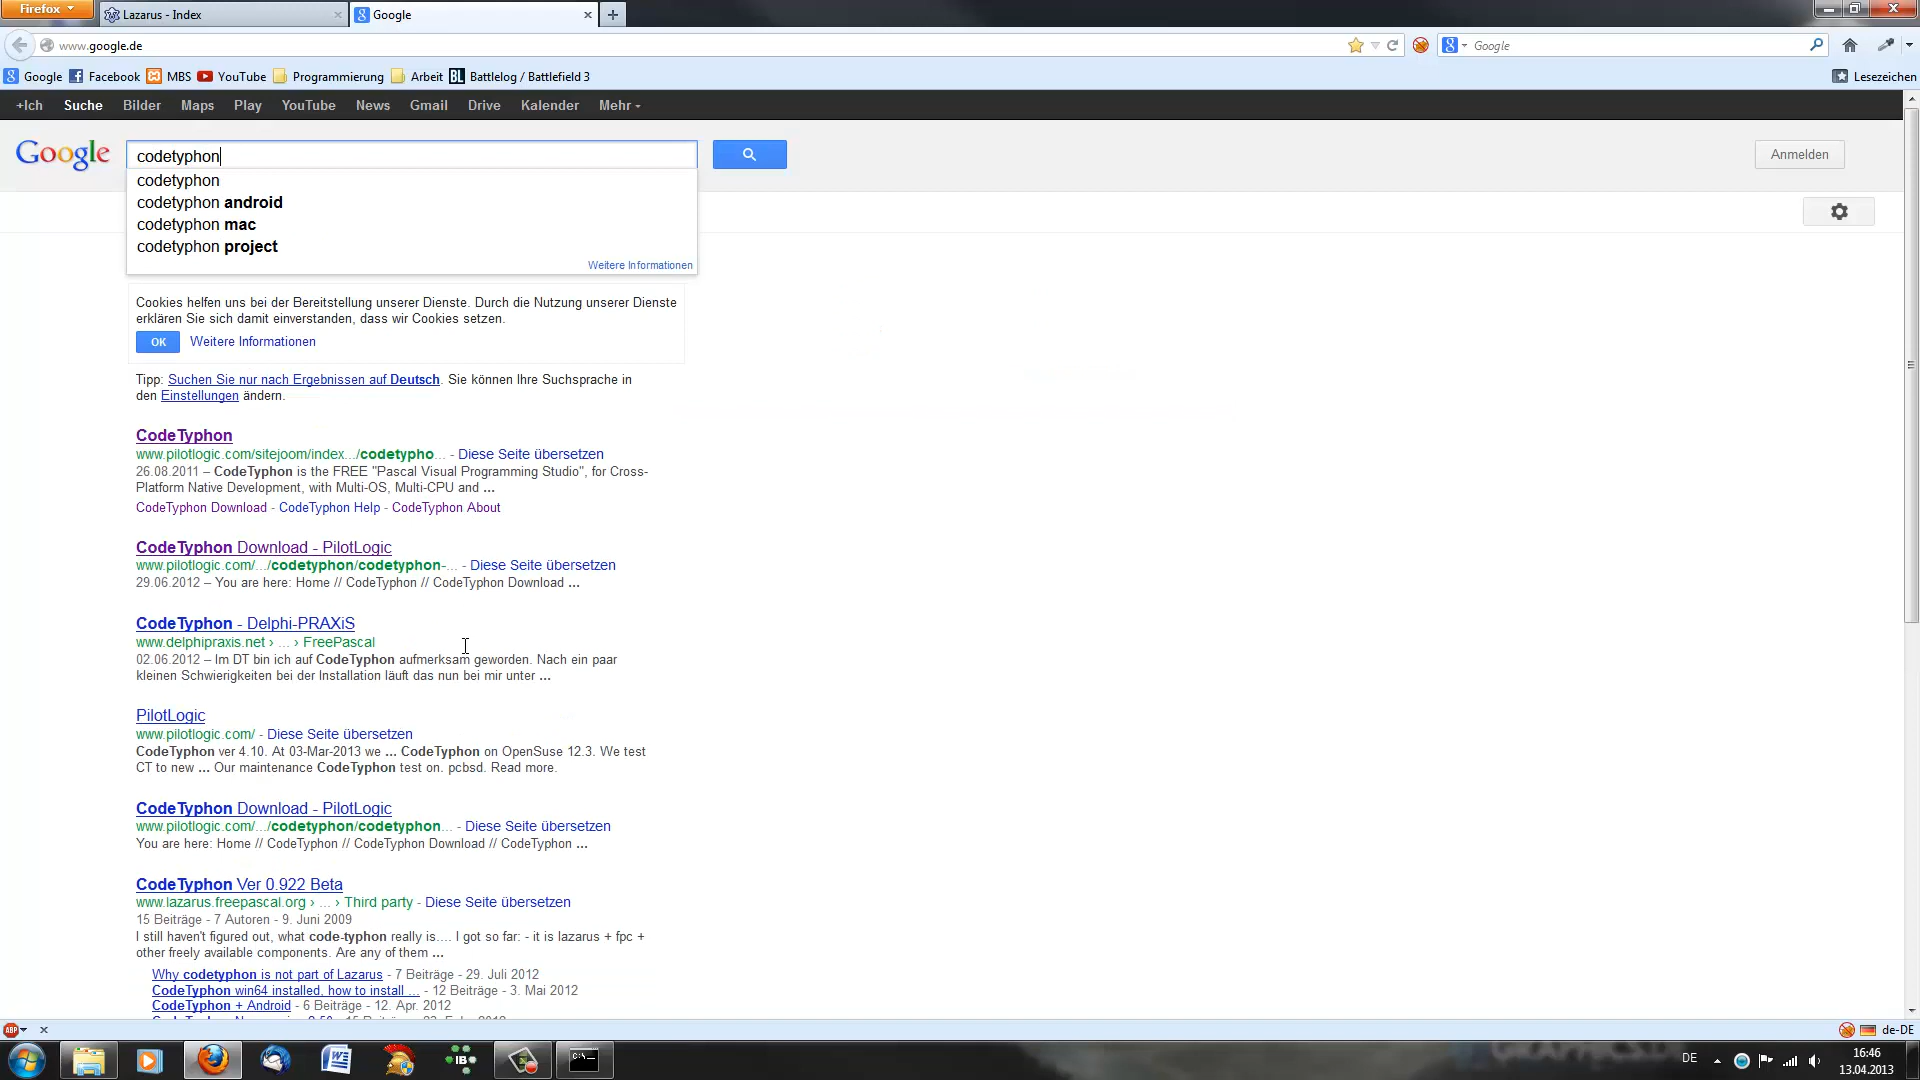 Firefox
Lazarus - Index
Google
www.google.de
Google
Google
Facebook
MBS
YouTube
Programmierung
Arbeit
BL
Battlelog / Battlefield 3
Lesezeichen
+Ich
Suche
Bilder
Maps
Play
YouTube
News
Gmail
Drive
Kalender
Mehr
Google
codetyphon
Anmelden
codetyphon
codetyphon android
codetyphon mac
codetyphon project
Weitere Informationen
Cookies helfen uns bei der Bereitstellung unserer Dienste. Durch die Nutzung unserer Dienste
erklären Sie sich damit einverstanden, dass wir Cookies setzen.
OK
Weitere Informationen
Tipp: Suchen Sie nur nach Ergebnissen auf Deutsch. Sie können Ihre Suchsprache in
den Einstellungen ändern.
CodeTyphon
www.pilotlogic.com/sitejoom/index.../codetypho... - Diese Seite übersetzen
26.08.2011 – CodeTyphon is the FREE "Pascal Visual Programming Studio", for Cross-
Platform Native Development, with Multi-OS, Multi-CPU and ...
CodeTyphon Download - CodeTyphon Help - CodeTyphon About
CodeTyphon Download - PilotLogic
www.pilotlogic.com/.../codetyphon/codetyphon-... - Diese Seite übersetzen
29.06.2012 – You are here: Home // CodeTyphon // CodeTyphon Download ...
CodeTyphon - Delphi-PRAXiS
www.delphipraxis.net › ... › FreePascal
02.06.2012 – Im DT bin ich auf CodeTyphon aufmerksam geworden. Nach ein paar
kleinen Schwierigkeiten bei der Installation läuft das nun bei mir unter ...
PilotLogic
www.pilotlogic.com/ - Diese Seite übersetzen
CodeTyphon ver 4.10. At 03-Mar-2013 we ... CodeTyphon on OpenSuse 12.3. We test
CT to new ... Our maintenance CodeTyphon test on. pcbsd. Read more.
CodeTyphon Download - PilotLogic
www.pilotlogic.com/.../codetyphon/codetyphon... - Diese Seite übersetzen
You are here: Home // CodeTyphon // CodeTyphon Download // CodeTyphon ...
CodeTyphon Ver 0.922 Beta
www.lazarus.freepascal.org › ... › Third party - Diese Seite übersetzen
15 Beiträge - 7 Autoren - 9. Juni 2009
I still haven't figured out, what code-typhon really is.... I got so far: - it is lazarus + fpc +
other freely available components. Are any of them ...
Why codetyphon is not part of Lazarus - 7 Beiträge - 29. Juli 2012
CodeTyphon win64 installed, how to install ... - 12 Beiträge - 3. Mai 2012
CodeTyphon + Android - 6 Beiträge - 12. Apr. 2012
ABP
de-DE
IB
C:\
DE
16:46
13.04.2013